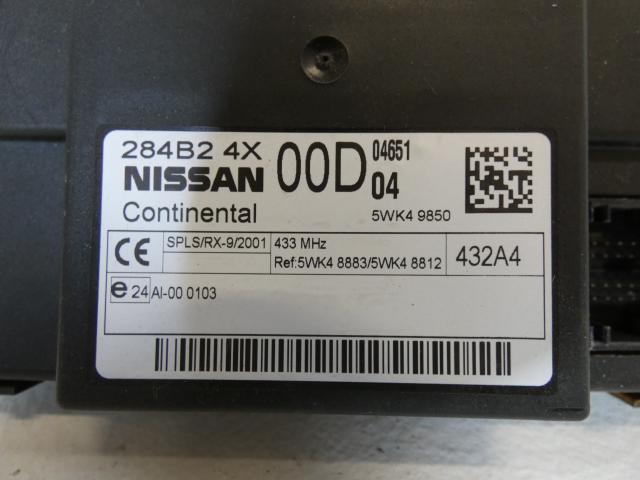 284B2 4X 00D 04651
NISSAN 04
Continental 5WK4 9850
CE SPLS/RX-9/2001 433 MHz 432A4
Ref:5WK4 8883/5WK4 8812
e 24 AI-00 0103